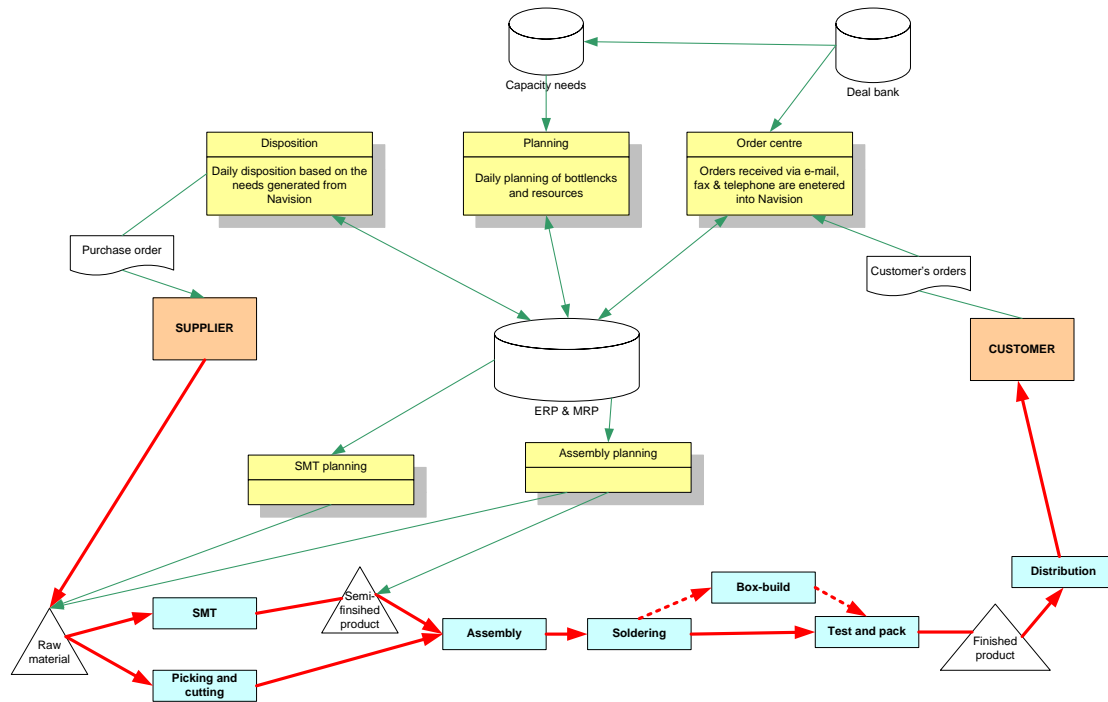 Capacity needs
Deal bank
Disposition
Daily disposition based on the
needs generated from
Navision
Planning
Daily planning of bottlencks
and resources
Order centre
Orders received via e-mail,
fax & telephone are enetered
into Navision
Purchase order
Customer's orders
SUPPLIER
CUSTOMER
ERP & MRP
SMT planning
Assembly planning
Raw
material
SMT
Picking and
cutting
Semi-
finsihed
product
Assembly
Soldering
Box-build
Test and pack
Finished
product
Distribution